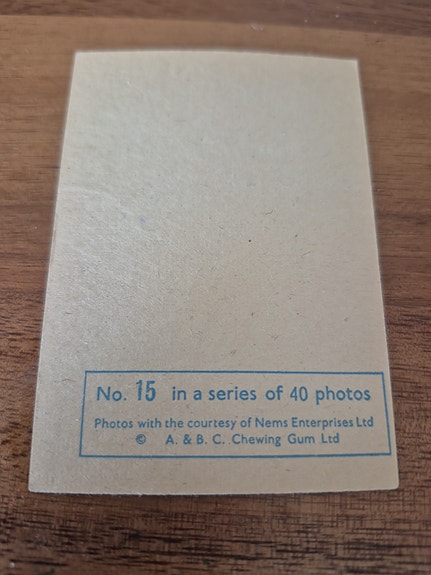 No. 15 in a series of 40 photos
Photos with the courtesy of Nems Enterprises Ltd
© A. & B. C. Chewing Gum Ltd